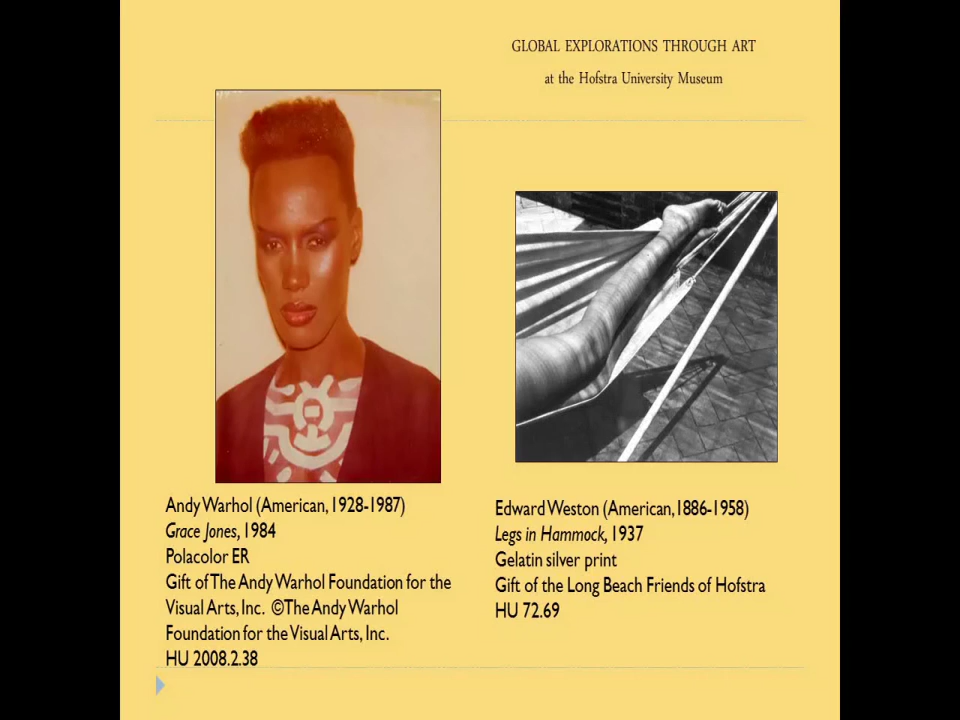 GLOBAL EXPLORATIONS THROUGH ART
at the Hofstra University Museum
Andy Warhol (American, 1928-1987)
Grace Jones, 1984
Polacolor ER
Gift of The Andy Warhol Foundation for the
Visual Arts, Inc. ©The Andy Warhol
Foundation for the Visual Arts, Inc.
HU 2008.2.38
Edward Weston (American,1886-1958)
Legs in Hammock, 1937
Gelatin silver print
Gift of the Long Beach Friends of Hofstra
HU 72.69